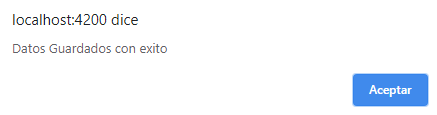 localhost:4200 dice
Datos Guardados con exito
Aceptar